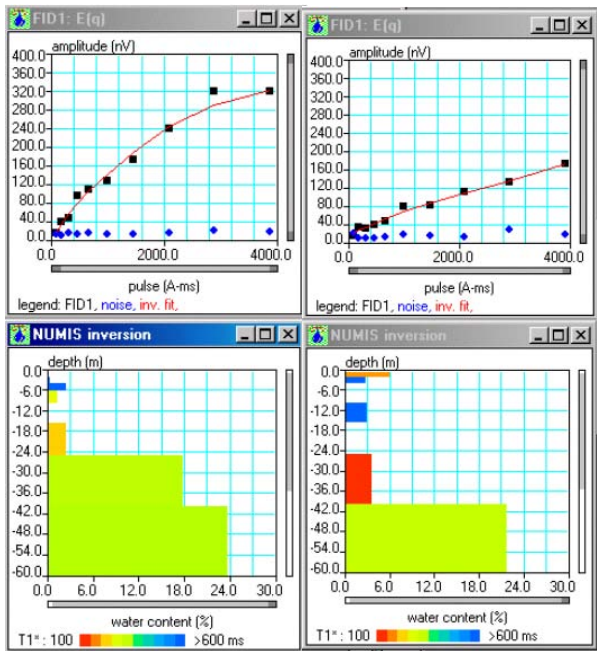 FID1: E(q)
amplitude (nV)
400.0
360.0
320.0
280.0
240.0
200.0
160.0
120.0
80.0
40.0
0.0
0.0 2000.0 4000.0
pulse (A-ms)
legend: FID1, noise, inv. fit,
FID1: E(q)
amplitude (nV)
400.0
360.0
320.0
280.0
240.0
200.0
160.0
120.0
80.0
40.0
0.0
0.0 2000.0 4000.0
pulse (A-ms)
legend: FID1, noise, inv. fit,
NUMIS inversion
depth (m)
0.0
-6.0
-12.0
-18.0
-24.0
-30.0
-36.0
-42.0
-48.0
-54.0
-60.0
0.0 6.0 12.0 18.0 24.0 30.0
water content (%)
T1* : 100 >600 ms
NUMIS inversion
depth (m)
0.0
-6.0
-12.0
-18.0
-24.0
-30.0
-36.0
-42.0
-48.0
-54.0
-60.0
0.0 6.0 12.0 18.0 24.0 30.0
water content (%)
T1* : 100 >600 ms